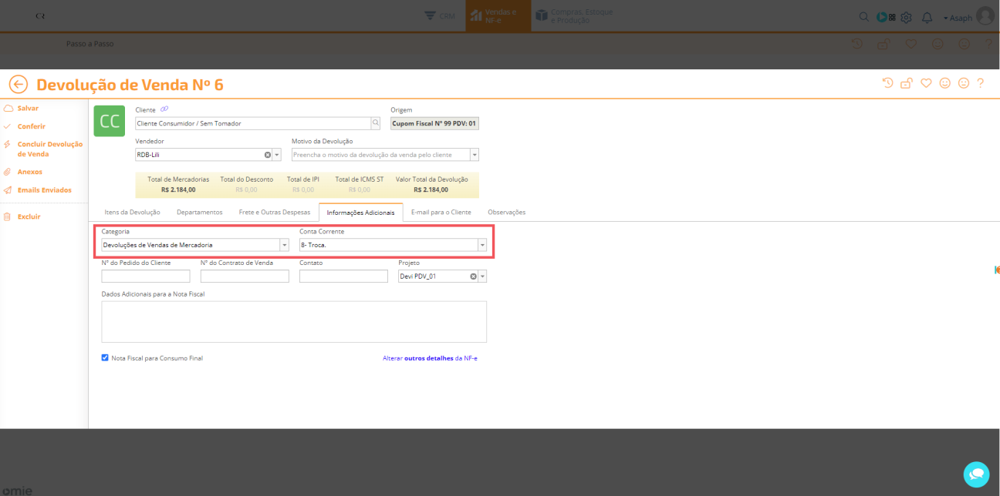 CR
CRM
Vendas e
NF-e
Compras, Estoque
e Produção
Asaph
Passo a Passo
Devolução de Venda Nº 6
Salvar
Conferir
Concluir Devolução
de Venda
Anexos
Emails Enviados
Excluir
CC
Cliente
Cliente Consumidor / Sem Tomador
Origem
Cupom Fiscal Nº 99 PDV: 01
Vendedor
RDB-Lili
Motivo da Devolução
Preencha o motivo da devolução da venda pelo cliente
Total de Mercadorias Total do Desconto Total de IPI Total de ICMS ST Valor Total da Devolução
R$ 2.184,00 R$ 0,00 R$ 0,00 R$ 0,00 R$ 2.184,00
Itens da Devolução Departamentos Frete e Outras Despesas Informações Adicionais E-mail para o Cliente Observações
Categoria Conta Corrente
Devoluções de Vendas de Mercadoria 8- Troca.
Nº do Pedido do Cliente Nº do Contrato de Venda Contato Projeto
Devi PDV_01
Dados Adicionais para a Nota Fiscal
Nota Fiscal para Consumo Final Alterar outros detalhes da NF-e
omie